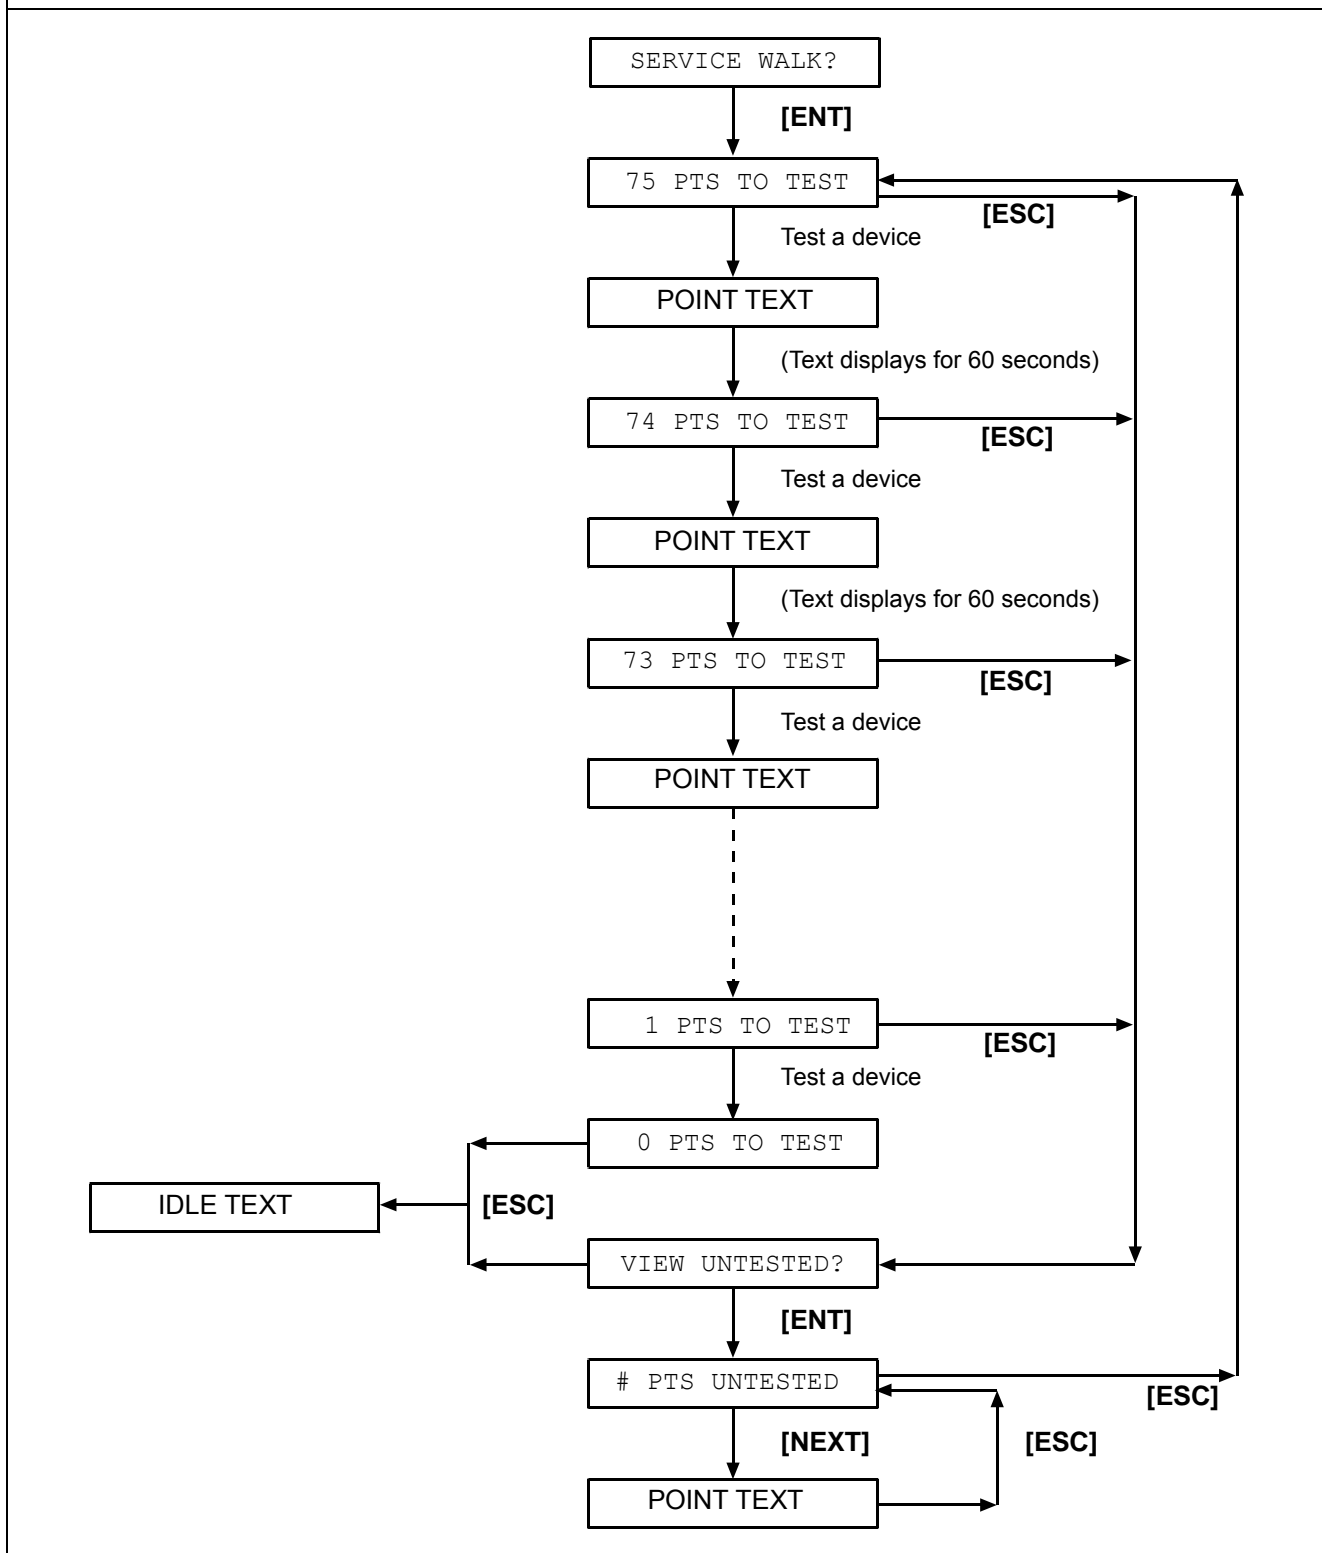 SERVICE WALK?
[ENT]
75 PTS TO TEST
[ESC]
Test a device
POINT TEXT
(Text displays for 60 seconds)
74 PTS TO TEST
[ESC]
Test a device
POINT TEXT
(Text displays for 60 seconds)
73 PTS TO TEST
[ESC]
Test a device
POINT TEXT
1 PTS TO TEST
[ESC]
Test a device
0 PTS TO TEST
IDLE TEXT
[ESC]
VIEW UNTESTED?
[ENT]
# PTS UNTESTED
[ESC]
[NEXT]
[ESC]
POINT TEXT